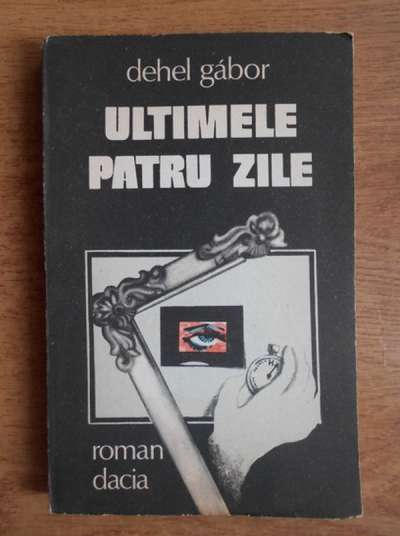 dehel gábor
ULTIMELE
PATRU ZILE
roman
dacia